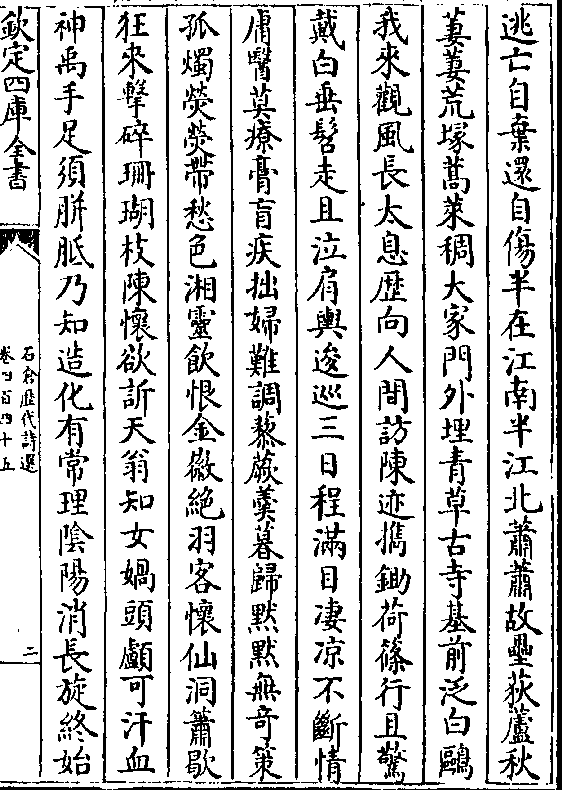 逃亡自棄還自傷半在江南半江北蕭蕭故壘荻蘆秋
萋萋荒塚蒿萊稠大家門外埋青草古寺基前泛白鷗
我來觀風長太息歴向人間訪陳迹攜鋤荷篠行且驚
戴白垂髫走且泣肩輿逡巡三日程滿目凄凉不斷情
庸醫莫療膏肓疾拙婦難調藜蕨羮暮歸黙黙無奇策
孤燭熒熒帶愁色湘靈飲恨金徽絶羽客懷仙洞簫歇
狂來擊碎珊瑚枝陳懷欲訴天翁知女媧頭顱可汗血
神禹手足須胼胝乃知造化有常理陰陽消長旋終始
欽定四庫全書
石倉歴代詩選
卷四百四十五
二